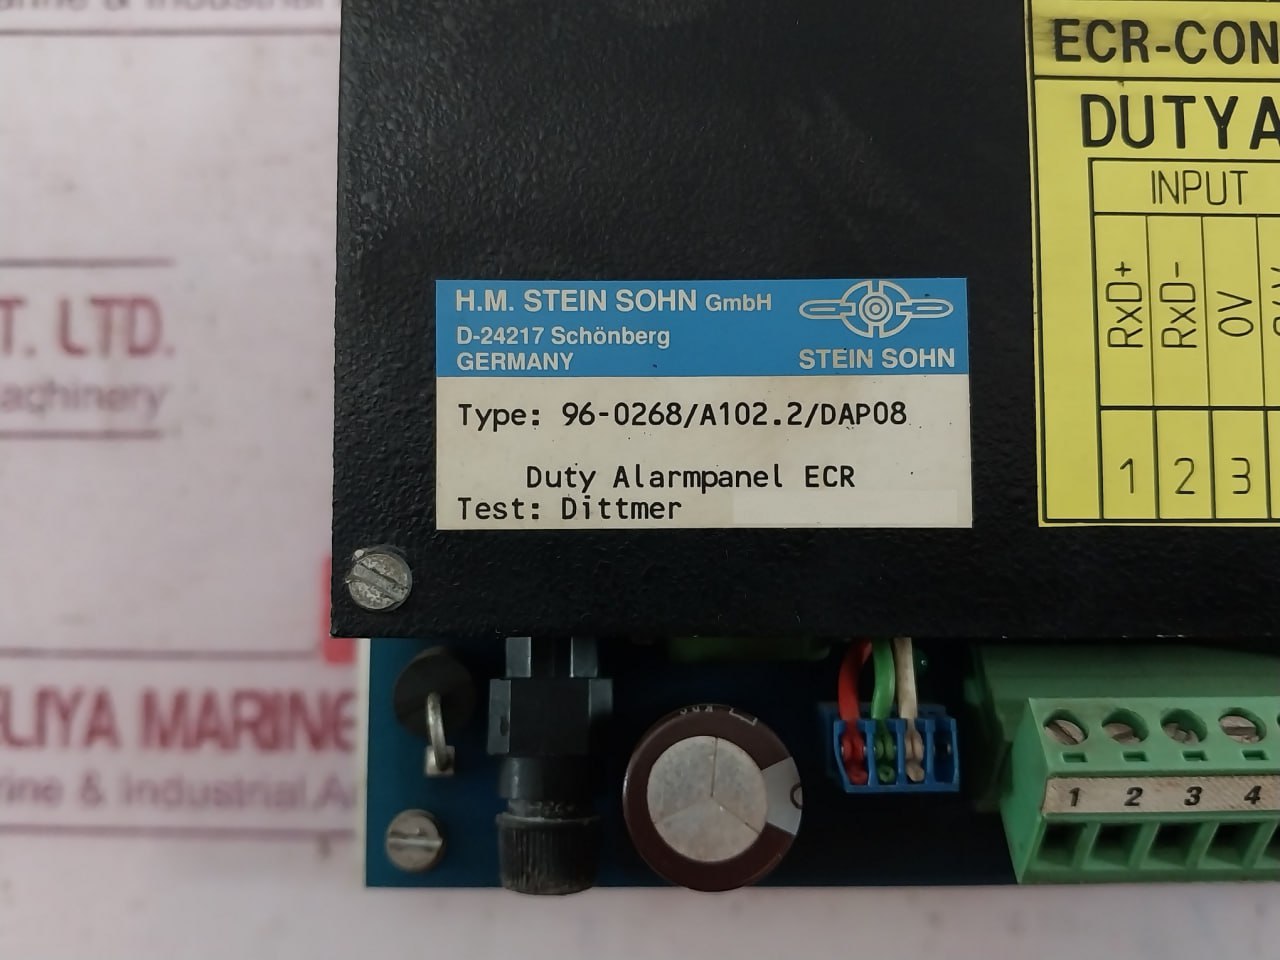 ECR-CON
DUTYA
INPUT
RxD+
RxD-
0V
1
2
3
H.M. STEIN SOHN GmbH
D-24217 Schönberg
GERMANY
STEIN SOHN
Type: 96-0268/A102.2/DAP08
Duty Alarmpanel ECR
Test: Dittmer
1 2 3 4
T. LTD.
achinery
LIYA MARINE
rine & Industrial A
rine & Industrial